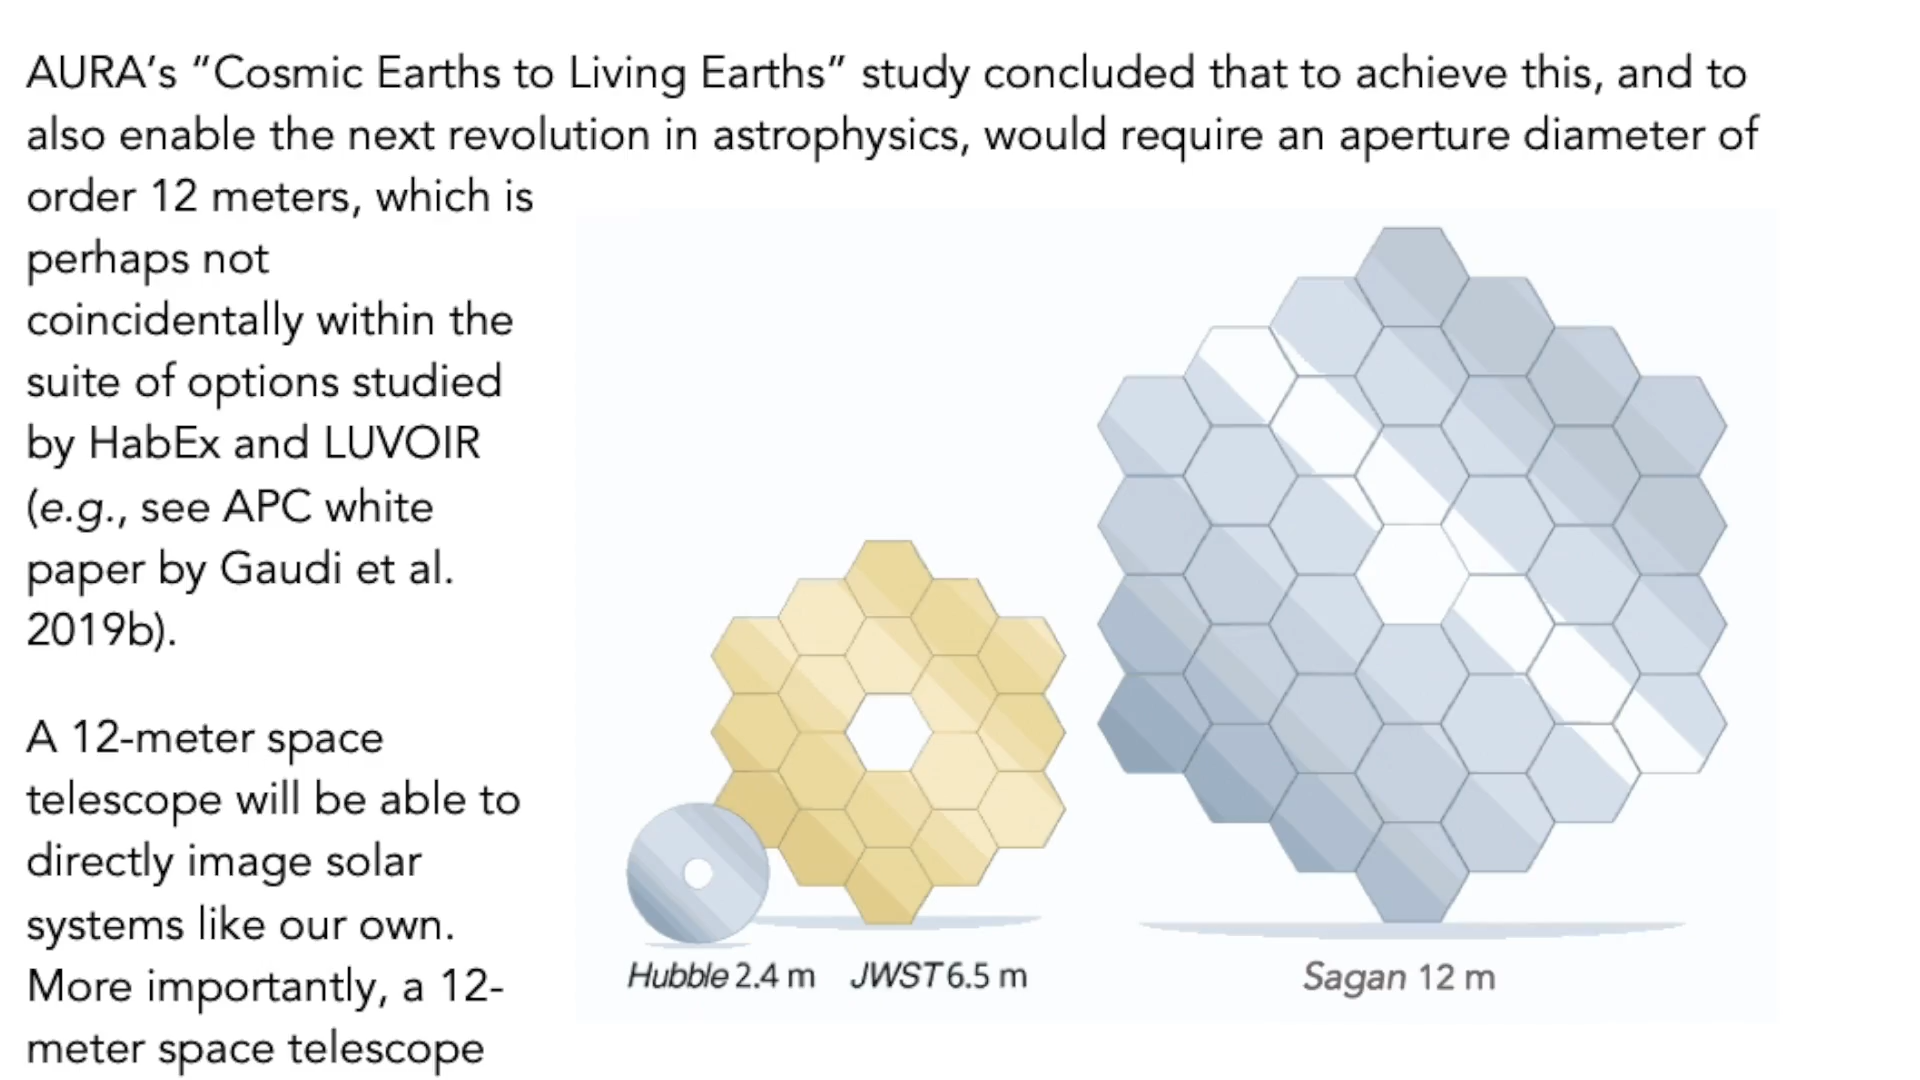 AURA’s “Cosmic Earths to Living Earths” study concluded that to achieve this, and to
also enable the next revolution in astrophysics, would require an aperture diameter of
order 12 meters, which is
perhaps not
coincidentally within the
suite of options studied
by HabEx and LUVOIR
(e.g., see APC white
paper by Gaudi et al.
2019b).
A 12-meter space
telescope will be able to
directly image solar
systems like our own.
More importantly, a 12-
meter space telescope
Hubble 2.4 m JWST 6.5 m Sagan 12 m